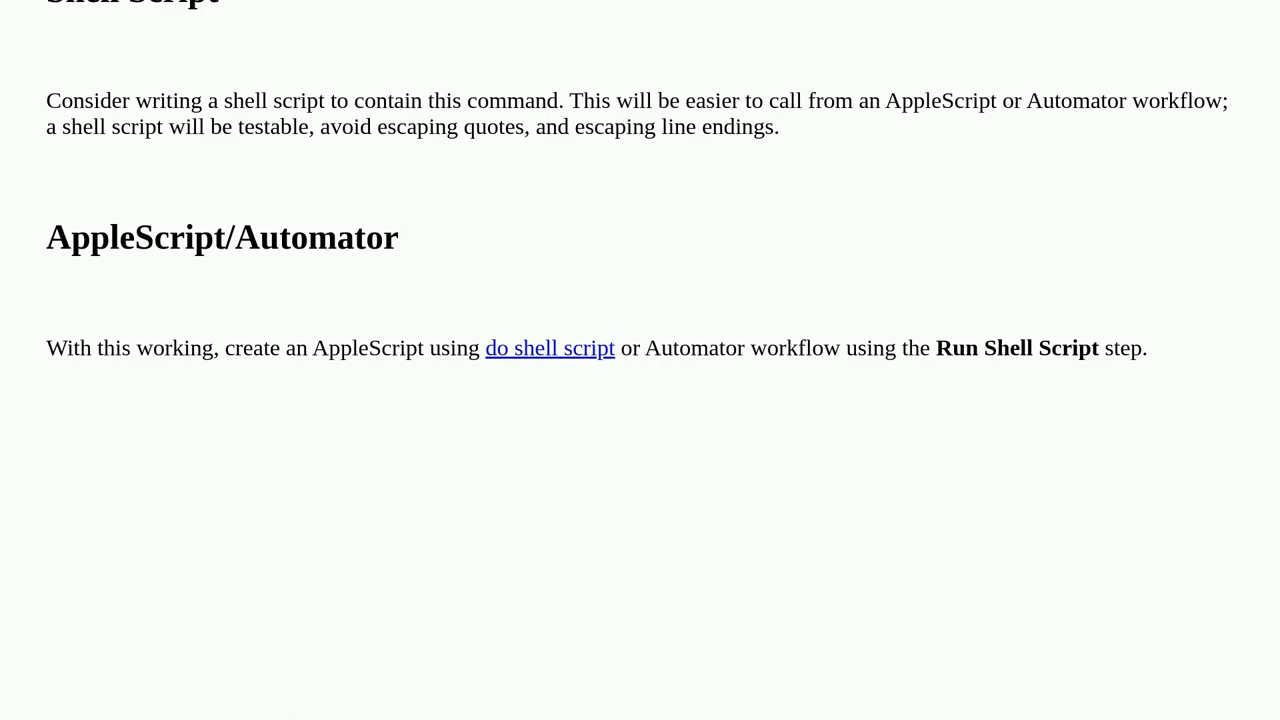 Shell Script
Consider writing a shell script to contain this command. This will be easier to call from an AppleScript or Automator workflow;
a shell script will be testable, avoid escaping quotes, and escaping line endings.
AppleScript/Automator
With this working, create an AppleScript using do shell script or Automator workflow using the Run Shell Script step.